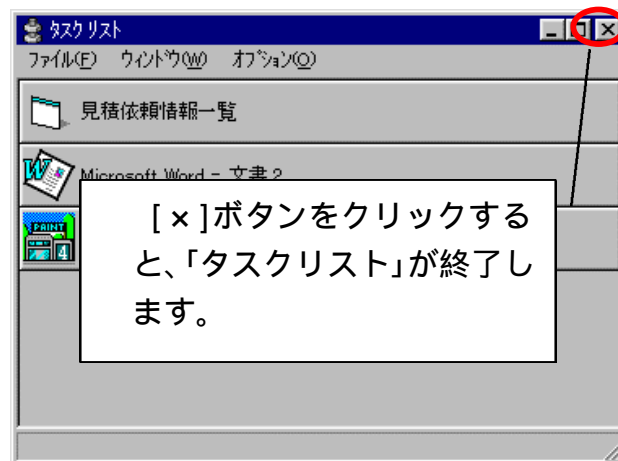 タスク リスト
ファイル(F) ウィンドウ(W) オプション(O)
見積依頼情報一覧
Microsoft Word - 文書 2
PAINT
4
[×]ボタンをクリックする
と、「タスクリスト」が終了し
ます。